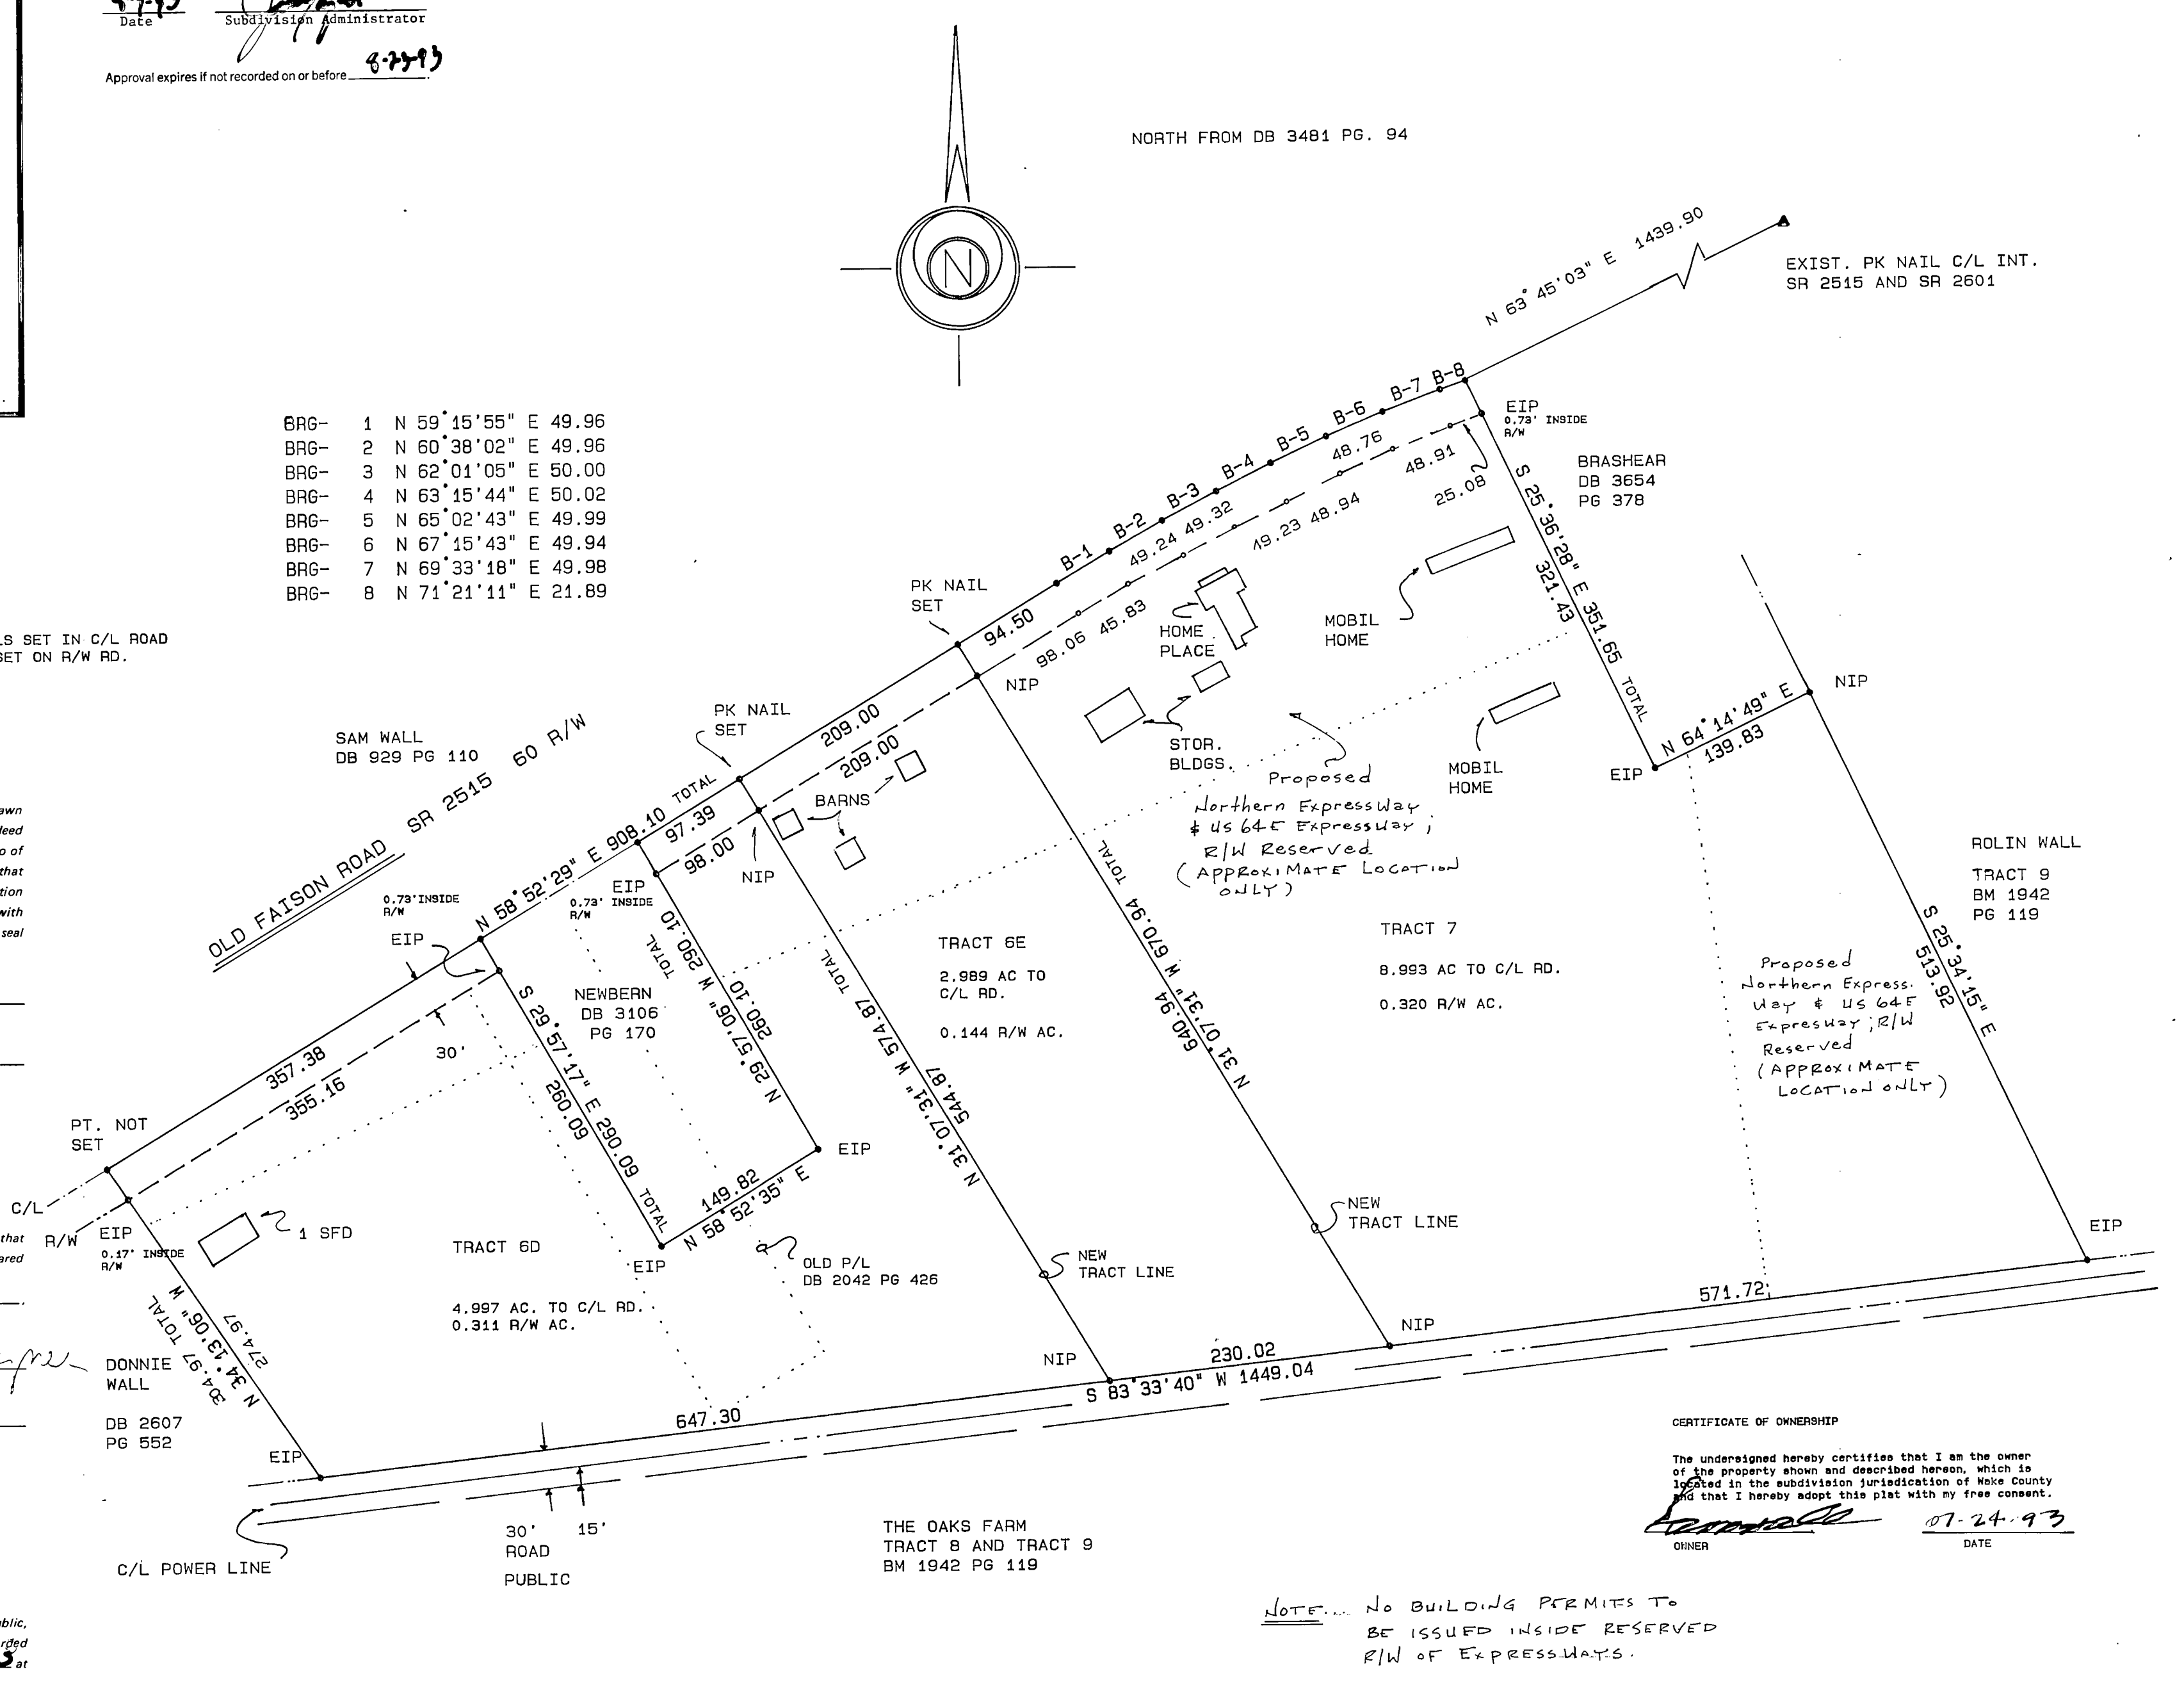 Date
Subdivision Administrator
Approval expires if not recorded on or before 8-23-93
NORTH FROM DB 3481 PG. 94
N
N 63°45'03" E 1439.90
EXIST. PK NAIL C/L INT.
SR 2515 AND SR 2601
BRG- 1 N 59°15'55" E 49.96
BRG- 2 N 60°38'02" E 49.96
BRG- 3 N 62°01'05" E 50.00
BRG- 4 N 63°15'44" E 50.02
BRG- 5 N 65°02'43" E 49.99
BRG- 6 N 67°15'43" E 49.94
BRG- 7 N 69°33'18" E 49.98
BRG- 8 N 71°21'11" E 21.89
B-1
B-2
B-3
B-4
B-5
B-6
B-7
B-8
EIP
0.73' INSIDE
R/W
BRASHEAR
DB 3654
PG 378
48.76
48.91
25.08
49.24
49.32
49.23
48.94
98.06
45.83
94.50
PK NAIL
SET
NIP
HOME
PLACE
MOBIL
HOME
STOR.
BLDGS.
MOBIL
HOME
S 25°36'28" E 351.65 TOTAL
321.43
N 64°14'49" E
139.83
NIP
EIP
LS SET IN C/L ROAD
SET ON R/W RD.
SAM WALL
DB 929 PG 110
OLD FAISON ROAD SR 2515 60 R/W
PK NAIL
SET
209.00
209.00
BARNS
N 58°52'29" E 908.10 TOTAL
97.39
98.00
NIP
EIP
0.73' INSIDE
R/W
0.73'INSIDE
R/W
EIP
Proposed
Northern ExpressWay
& US 64E ExpressWay;
R/W Reserved
(APPROXIMATE LOCATION
ONLY)
awn
deed
o of
that
tion
with
seal
ROLIN WALL
TRACT 9
BM 1942
PG 119
S 25°34'15" E
513.92
NEWBERN
DB 3106
PG 170
N 29°57'06" W 290.10
TOTAL
260.10
S 29°57'17" E 290.09 TOTAL
260.09
TRACT 6E
2.989 AC TO
C/L RD.
0.144 R/W AC.
N 31°07'31" W 574.87 TOTAL
544.87
N 31°07'31" W 670.94 TOTAL
640.94
TRACT 7
8.993 AC TO C/L RD.
0.320 R/W AC.
Proposed
Northern Express.
Way & US 64E
Expresway; R/W
Reserved
(APPROXIMATE
LOCATION ONLY)
357.38
355.16
30'
PT. NOT
SET
C/L
R/W
EIP
0.17' INSIDE
R/W
1 SFD
that
ared
TRACT 6D
4.997 AC. TO C/L RD.
0.311 R/W AC.
149.82
N 58°52'35" E
EIP
EIP
OLD P/L
DB 2042 PG 426
NEW
TRACT LINE
NEW
TRACT LINE
EIP
N 34°13'06" W
304.97 TOTAL
274.97
DONNIE
WALL
DB 2607
PG 552
EIP
NIP
NIP
571.72
230.02
S 83°33'40" W 1449.04
647.30
C/L POWER LINE
30' 15'
ROAD
PUBLIC
THE OAKS FARM
TRACT 8 AND TRACT 9
BM 1942 PG 119
CERTIFICATE OF OWNERSHIP
The undersigned hereby certifies that I am the owner
of the property shown and described hereon, which is
located in the subdivision jurisdication of Wake County
and that I hereby adopt this plat with my free consent.
07-24-93
OWNER
DATE
NOTE.... NO BUILDING PERMITS TO
BE ISSUED INSIDE RESERVED
R/W OF EXPRESSWAYS.
ublic,
orded
at